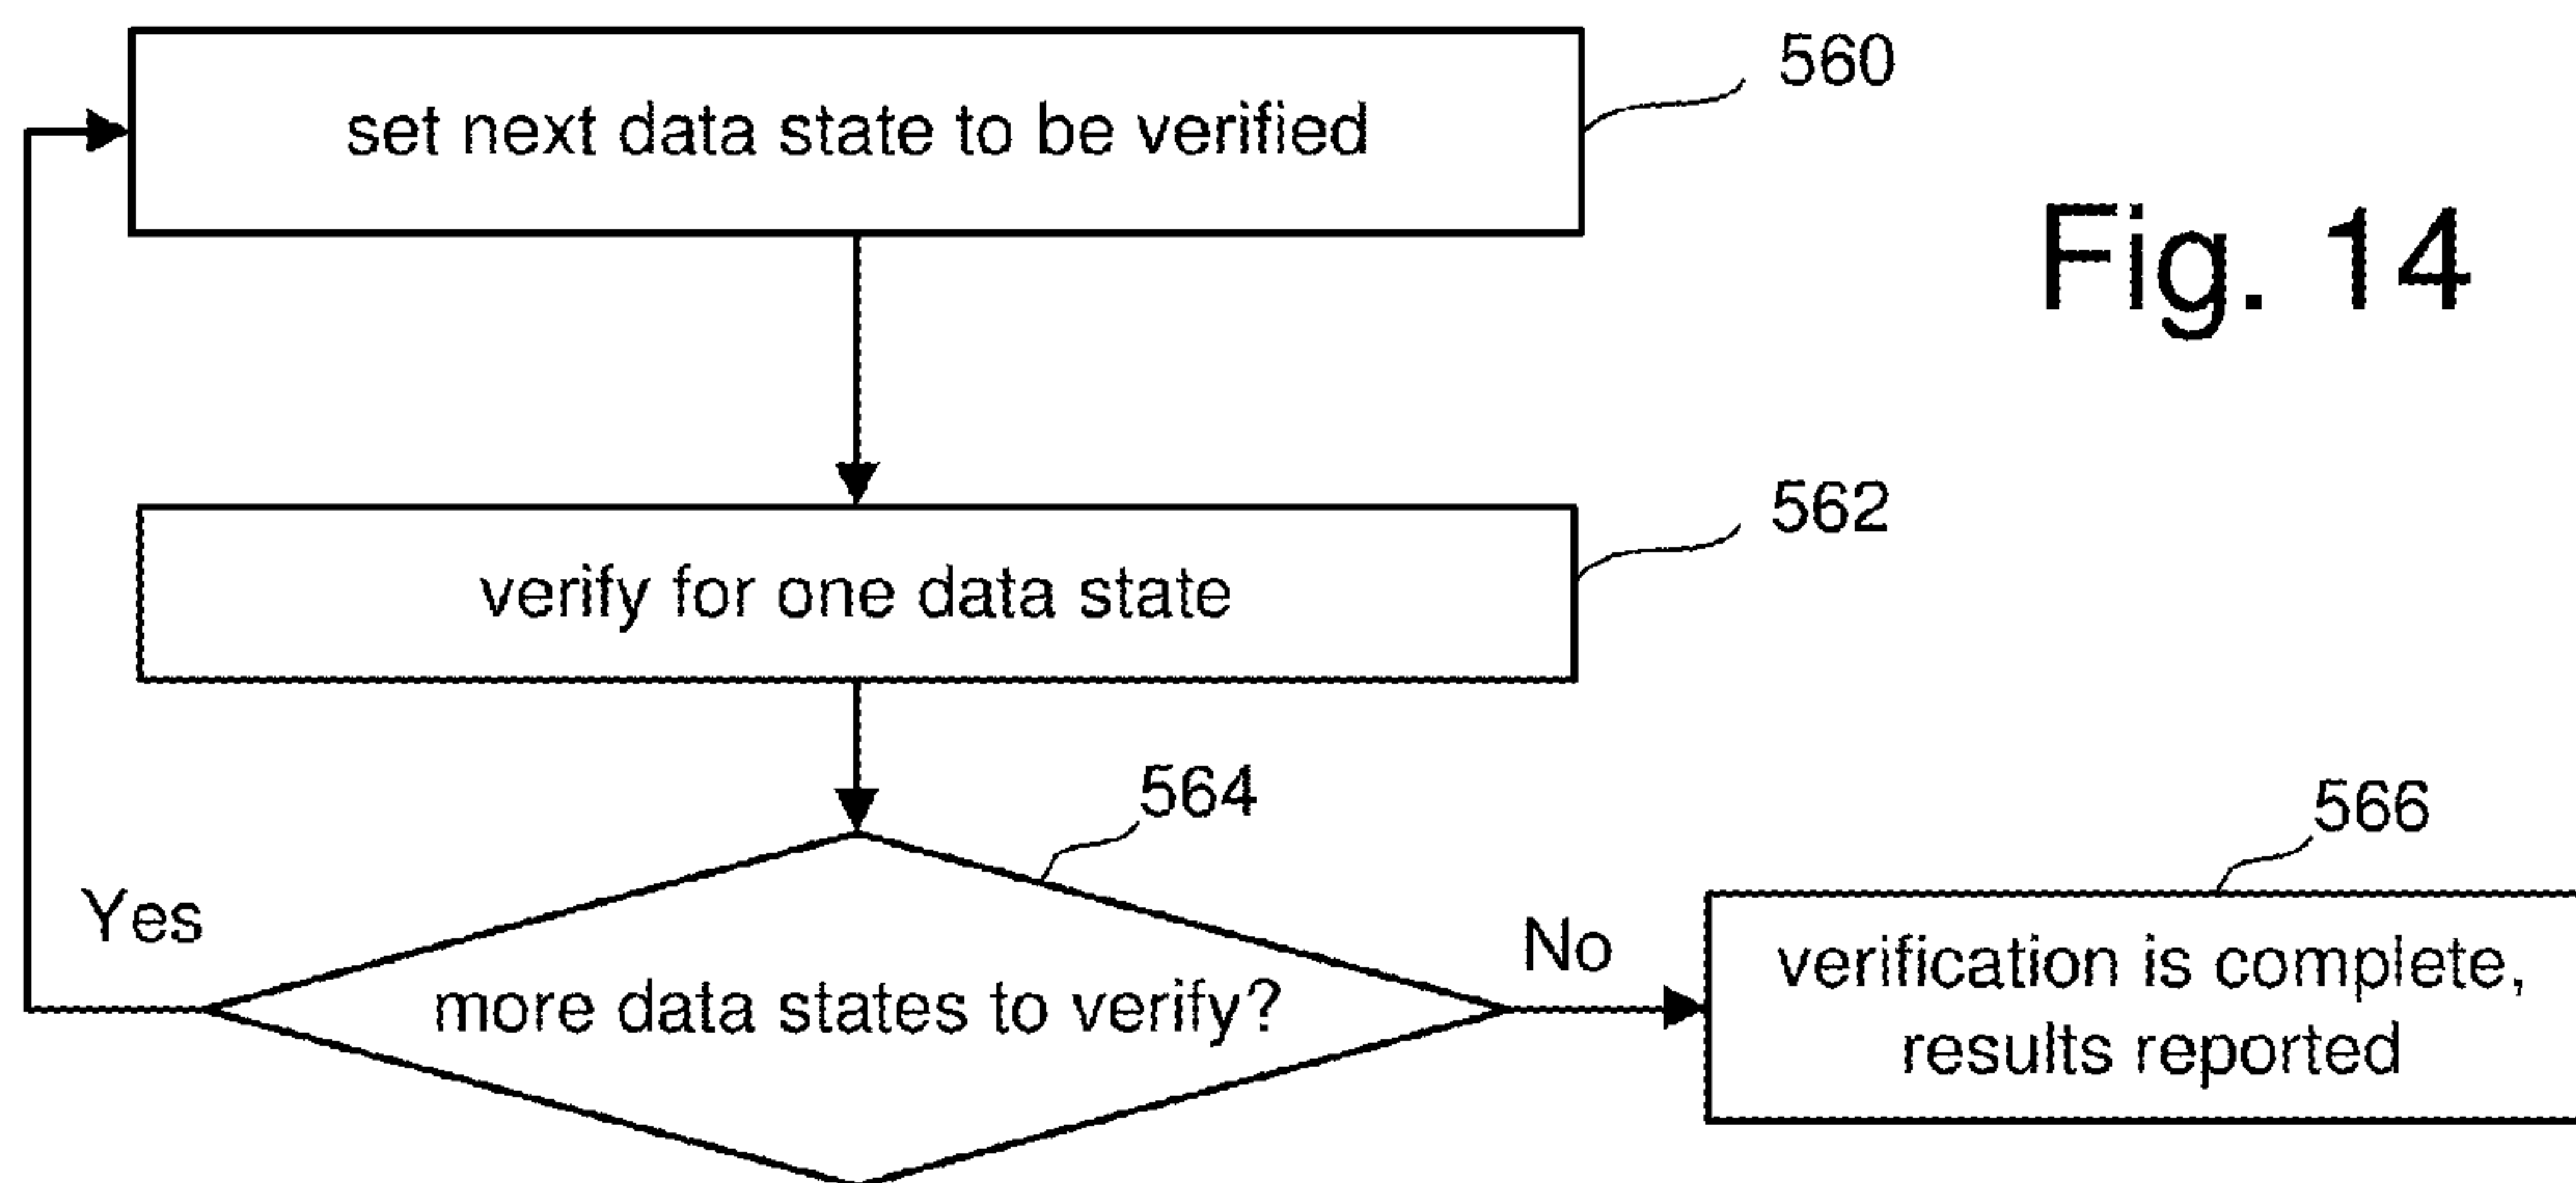 560
set next data state to be verified
Fig. 14
562
verify for one data state
564
566
Yes
No
more data states to verify?
verification is complete,
results reported